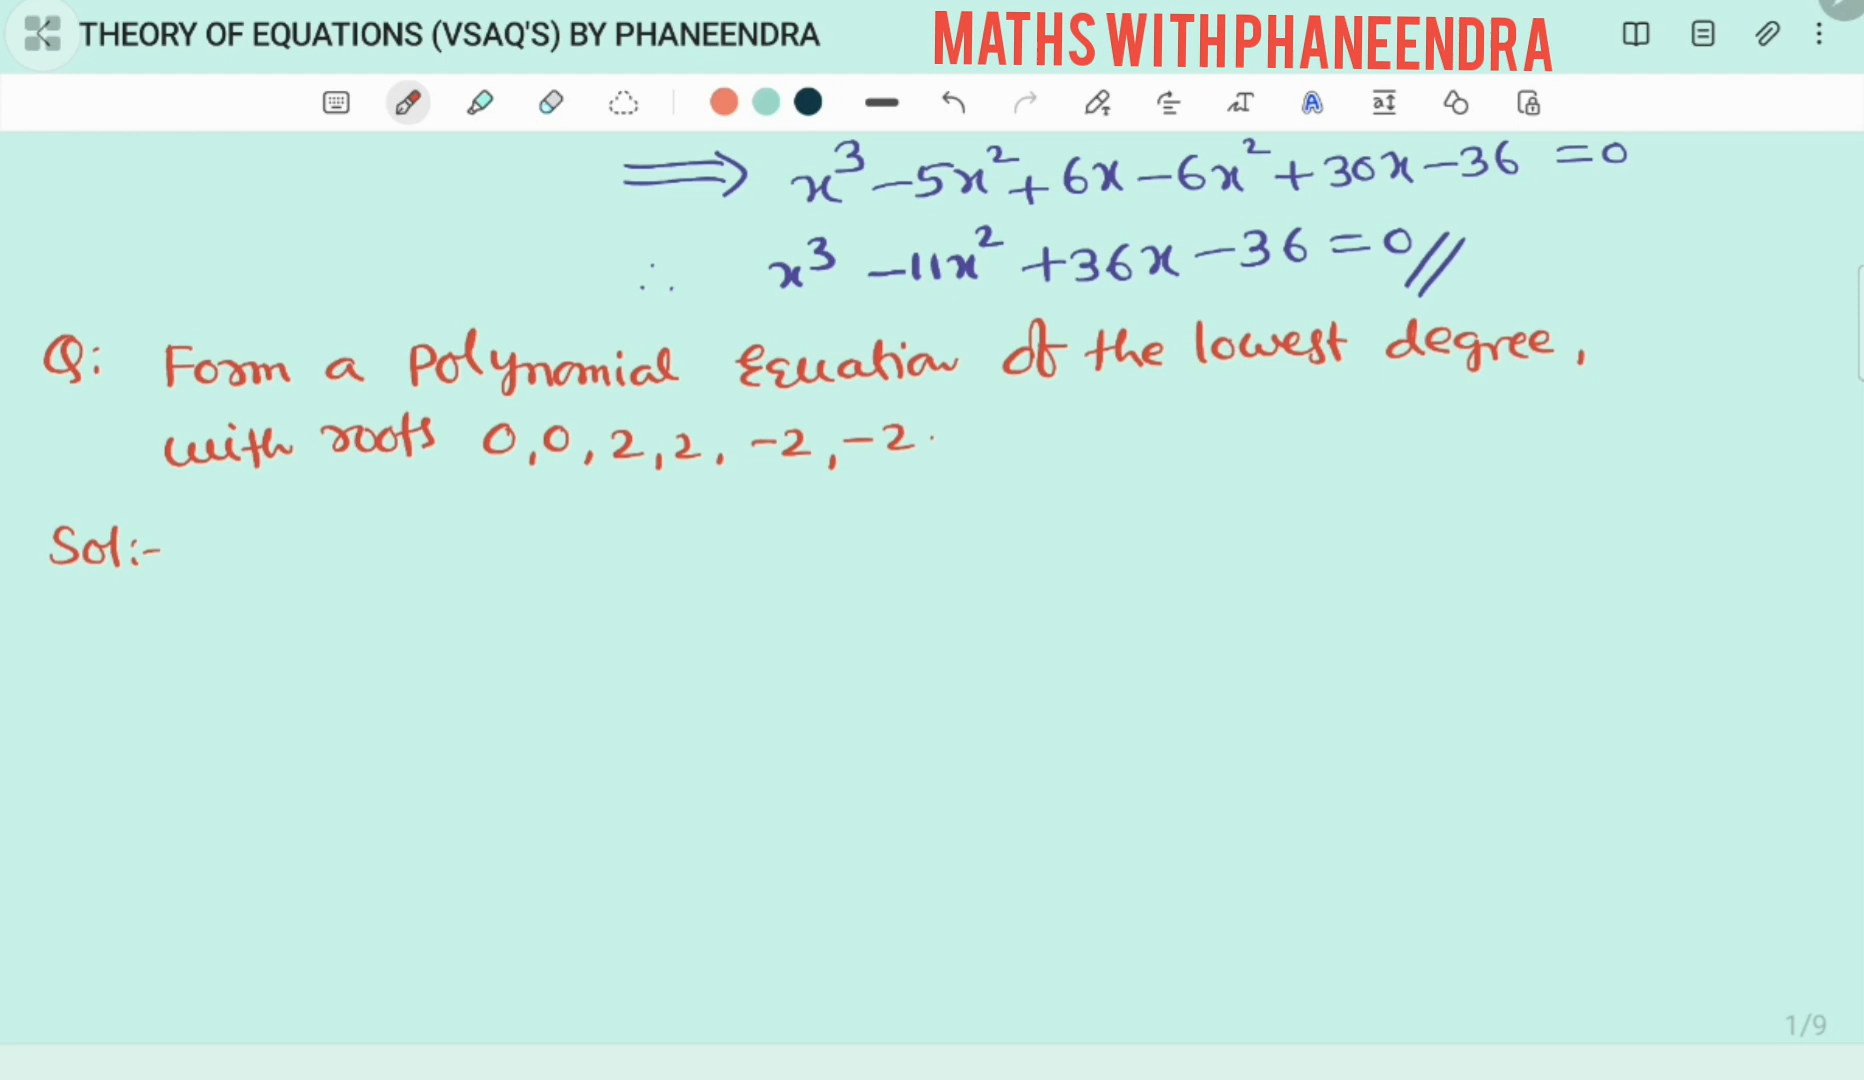 THEORY OF EQUATIONS (VSAQ'S) BY PHANEENDRA
MATHS WITH PHANEENDRA
⟹ x³ - 5x² + 6x - 6x² + 30x - 36 = 0
∴ x³ - 11x² + 36x - 36 = 0//
Q: Form a Polynomial Equation of the lowest degree,
with roots 0, 0, 2, 2, -2, -2.
Sol:-
1/9